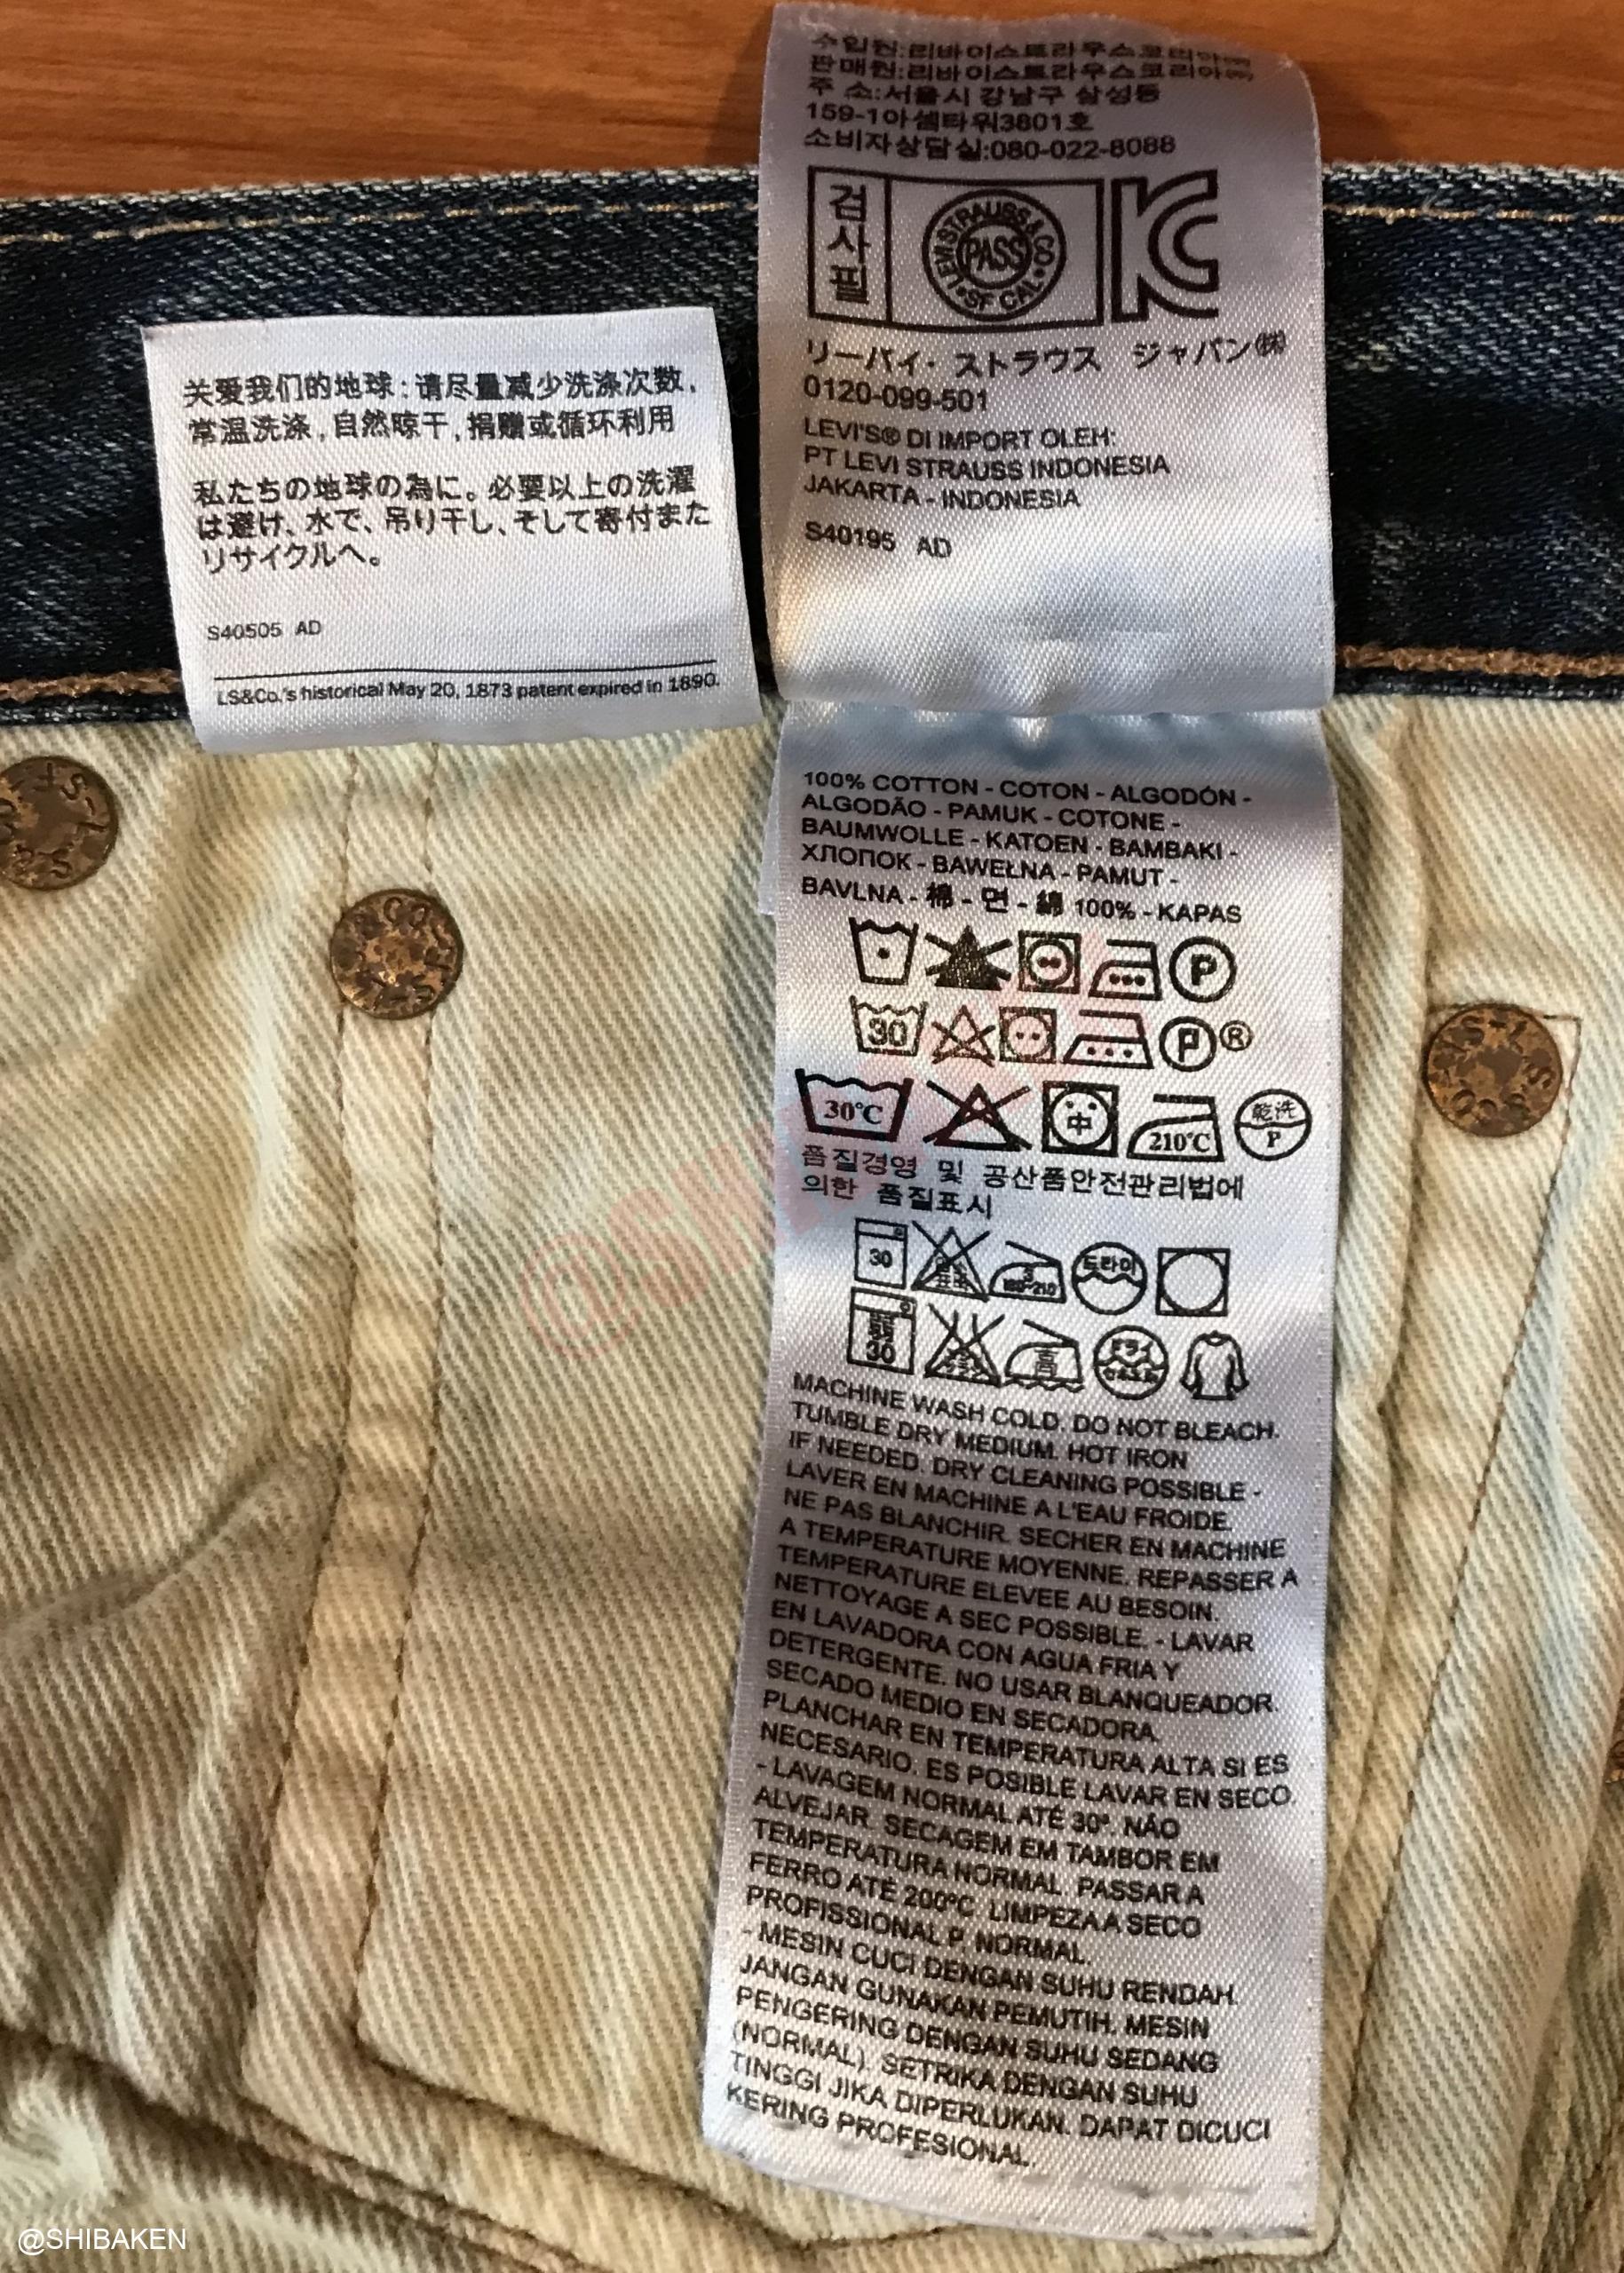 关爱我们的地球：请尽量减少洗涤次数，
常温洗涤，自然晾干，捐赠或循环利用
私たちの地球の為に。必要以上の洗濯
は避け、水で、吊り干し、そして寄付また
リサイクルへ。
S40505 AD
LS&Co.'s historical May 20, 1873 patent expired in 1890.
수입원:리바이스트라우스코리아㈜
판매원:리바이스트라우스코리아㈜
주 소:서울시 강남구 삼성동
159-1아셈타워3801호
소비자상담실:080-022-8088
검사필
LEVI STRAUSS & CO
PASS
SF CAL
リーバイ・ストラウス ジャパン㈱
0120-099-501
LEVI'S® DI IMPORT OLEH:
PT LEVI STRAUSS INDONESIA
JAKARTA - INDONESIA
S40195 AD
100% COTTON - COTON - ALGODÓN -
ALGODÃO - PAMUK - COTONE -
BAUMWOLLE - KATOEN - BAMBAKI -
ХЛОПОК - BAWEŁNA - PAMUT -
BAVLNA - 棉 - 면 - 綿 100% - KAPAS
P
30 P ®
30℃ 中 210℃ 乾洗 P
품질경영 및 공산품안전관리법에
의한 품질표시
30 3 180~210 드라이
弱 30 高 ドライ
MACHINE WASH COLD. DO NOT BLEACH.
TUMBLE DRY MEDIUM. HOT IRON
IF NEEDED. DRY CLEANING POSSIBLE -
LAVER EN MACHINE A L'EAU FROIDE.
NE PAS BLANCHIR. SECHER EN MACHINE
A TEMPERATURE MOYENNE. REPASSER A
TEMPERATURE ELEVEE AU BESOIN.
NETTOYAGE A SEC POSSIBLE. - LAVAR
EN LAVADORA CON AGUA FRIA Y
DETERGENTE. NO USAR BLANQUEADOR.
SECADO MEDIO EN SECADORA.
PLANCHAR EN TEMPERATURA ALTA SI ES
NECESARIO. ES POSIBLE LAVAR EN SECO.
- LAVAGEM NORMAL ATÉ 30º. NÃO
ALVEJAR. SECAGEM EM TAMBOR EM
TEMPERATURA NORMAL. PASSAR A
FERRO ATÉ 200ºC. LIMPEZA A SECO
PROFISSIONAL P. NORMAL.
- MESIN CUCI DENGAN SUHU RENDAH.
JANGAN GUNAKAN PEMUTIH. MESIN
PENGERING DENGAN SUHU SEDANG
(NORMAL). SETRIKA DENGAN SUHU
TINGGI JIKA DIPERLUKAN. DAPAT DICUCI
KERING PROFESIONAL.
@SHIBAKEN